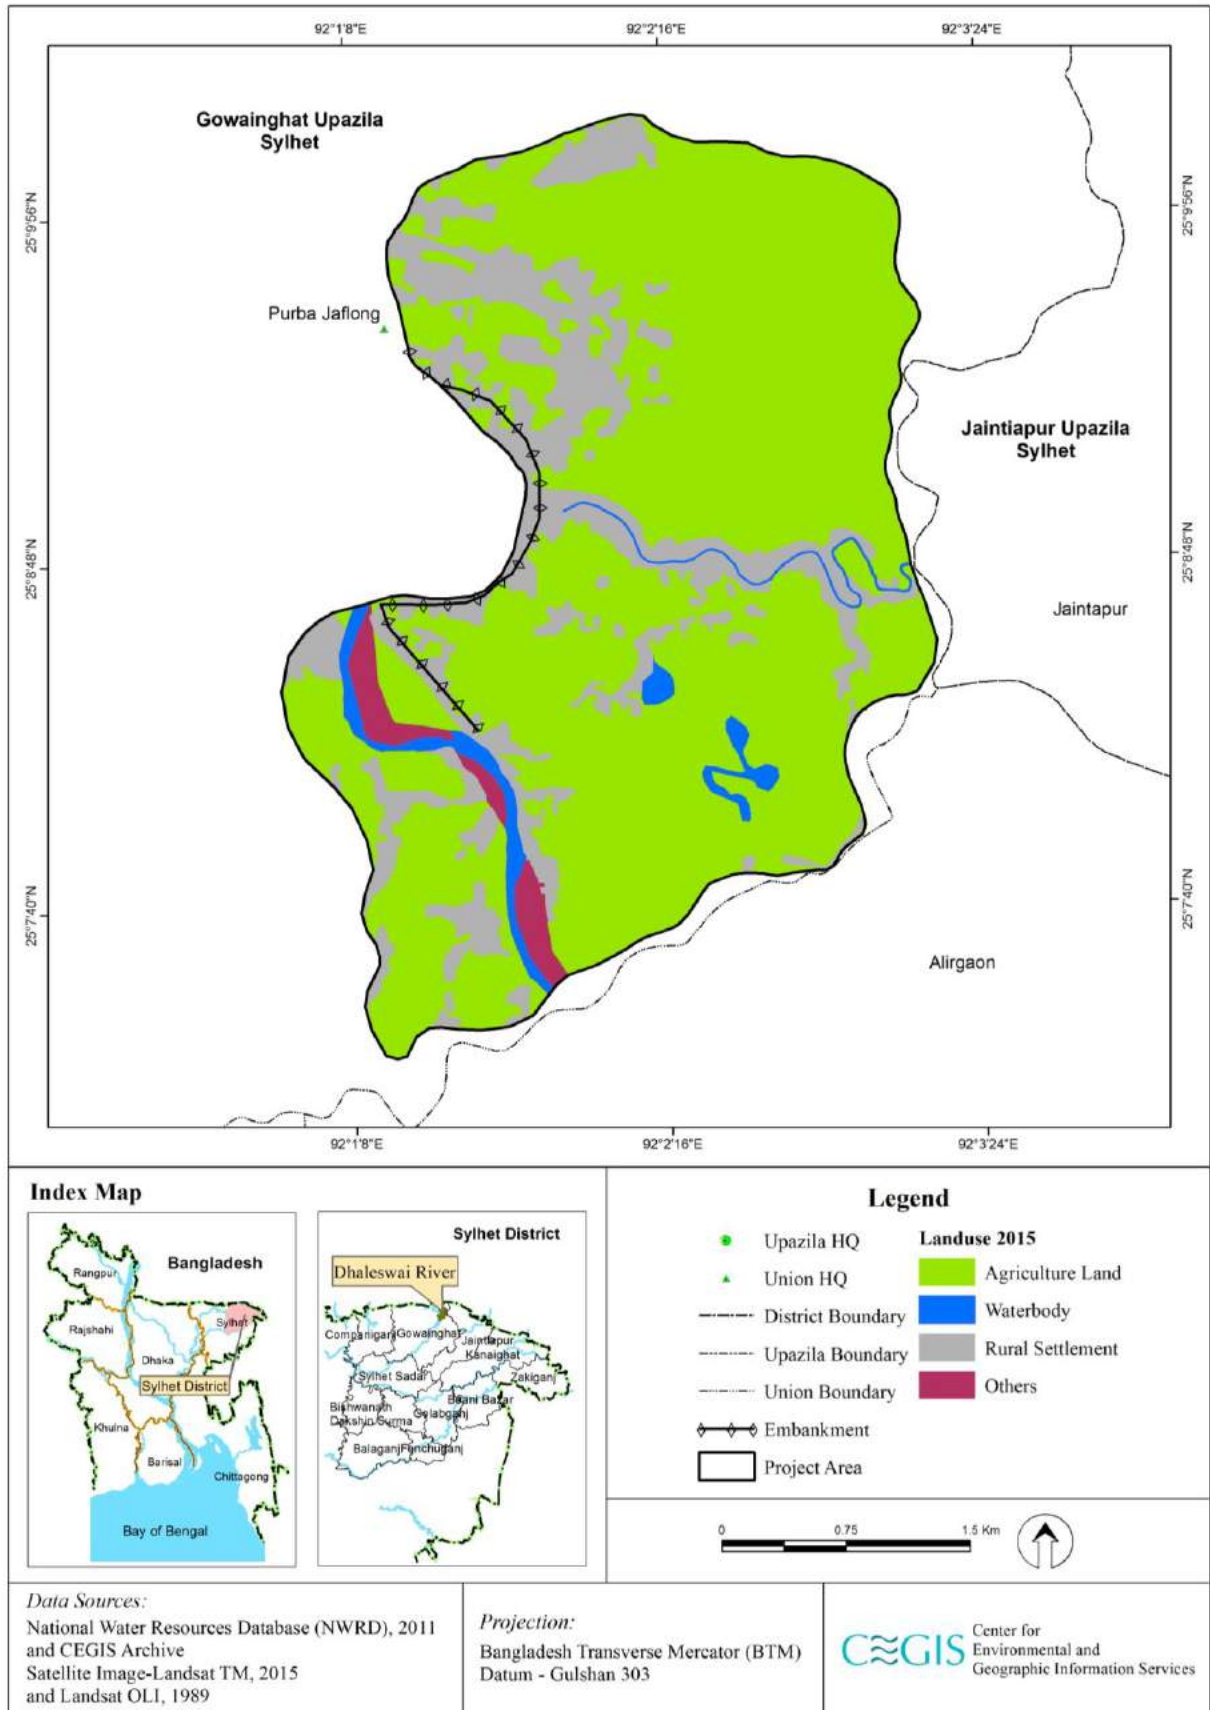 92°1'8"E
92°2'16"E
92°3'24"E
Gowainghat Upazila
Sylhet
25°9'56"N
25°9'56"N
Purba Jaflong
Jaintiapur Upazila
Sylhet
25°8'48"N
25°8'48"N
Jaintapur
25°7'40"N
25°7'40"N
Alirgaon
92°1'8"E
92°2'16"E
92°3'24"E
Index Map
Bangladesh
Rangpur
Rajshahi
Sylhet
Dhaka
Sylhet District
Khulna
Barisal
Chittagong
Bay of Bengal
Sylhet District
Dhaleswai River
Companiganj
Gowainghat
Jaintiapur
Kanaighat
Sylhet Sadar
Zakiganj
Bishwanath
Beani Bazar
Dakshin Surma
Golabganj
Balaganj
Fenchuganj
Legend
Upazila HQ
Union HQ
District Boundary
Upazila Boundary
Union Boundary
Embankment
Project Area
Landuse 2015
Agriculture Land
Waterbody
Rural Settlement
Others
0 0.75 1.5 Km
Data Sources:
National Water Resources Database (NWRD), 2011
and CEGIS Archive
Satellite Image-Landsat TM, 2015
and Landsat OLI, 1989
Projection:
Bangladesh Transverse Mercator (BTM)
Datum - Gulshan 303
CEGIS
Center for
Environmental and
Geographic Information Services